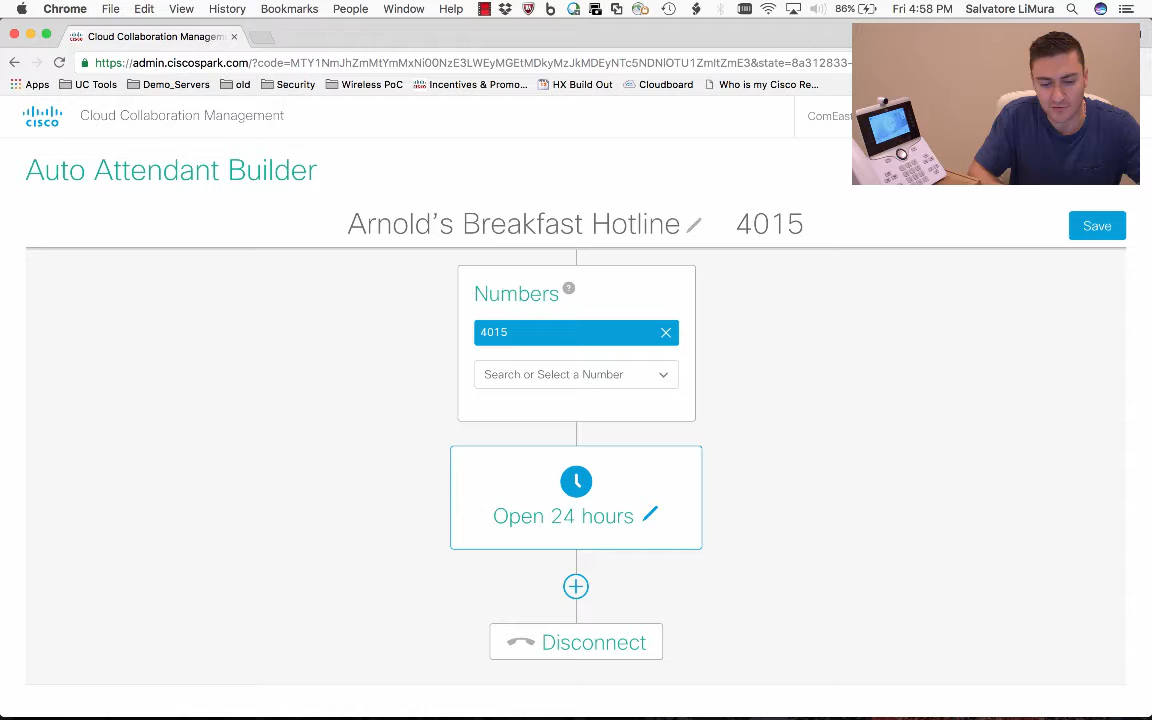 Chrome File Edit View History Bookmarks People Window Help 86% Fri 4:58 PM Salvatore LiMura
Cloud Collaboration Managem
https://admin.ciscospark.com/?code=MTY1NmJhZmMtYmMxNi00NzE3LWEyMGEtMDkyMzJkMDEyNTc5NDNlOTU1ZmItZmE3&state=8a312833-
Apps UC Tools Demo_Servers old Security Wireless PoC Incentives & Promo... HX Build Out Cloudboard Who is my Cisco Re...
CISCO Cloud Collaboration Management ComEast
Auto Attendant Builder
Arnold's Breakfast Hotline 4015 Save
Numbers ?
4015
Search or Select a Number
Open 24 hours
Disconnect